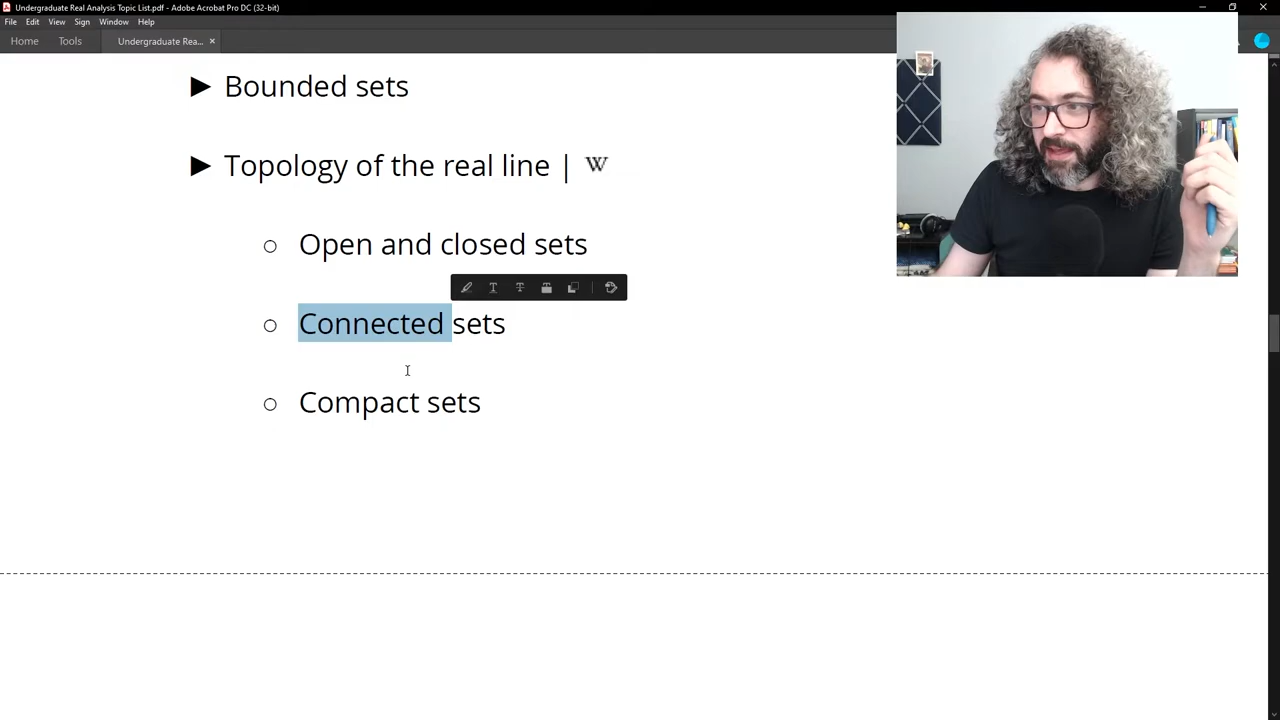 Undergraduate Real Analysis Topic List.pdf - Adobe Acrobat Pro DC (32-bit)
File Edit View Sign Window Help
Home Tools Undergraduate Rea... ×
► Bounded sets
► Topology of the real line | W
○ Open and closed sets
○ Connected sets
○ Compact sets